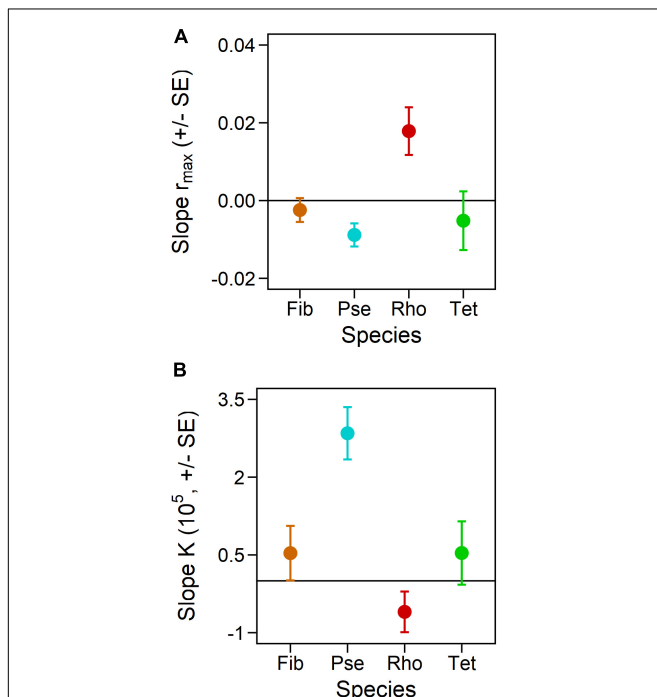 A
Slope r_max (+/- SE)
0.04
0.02
0.00
-0.02
Fib Pse Rho Tet
Species
B
Slope K (10^5, +/- SE)
3.5
2
0.5
-1
Fib Pse Rho Tet
Species